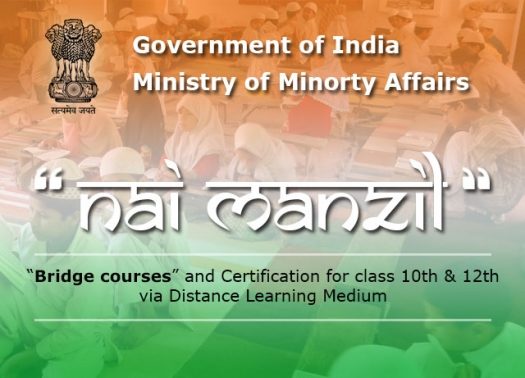 Government of India
Ministry of Minorty Affairs
सत्यमेव जयते
“nai manzil”
“Bridge courses” and Certification for class 10th & 12th
via Distance Learning Medium